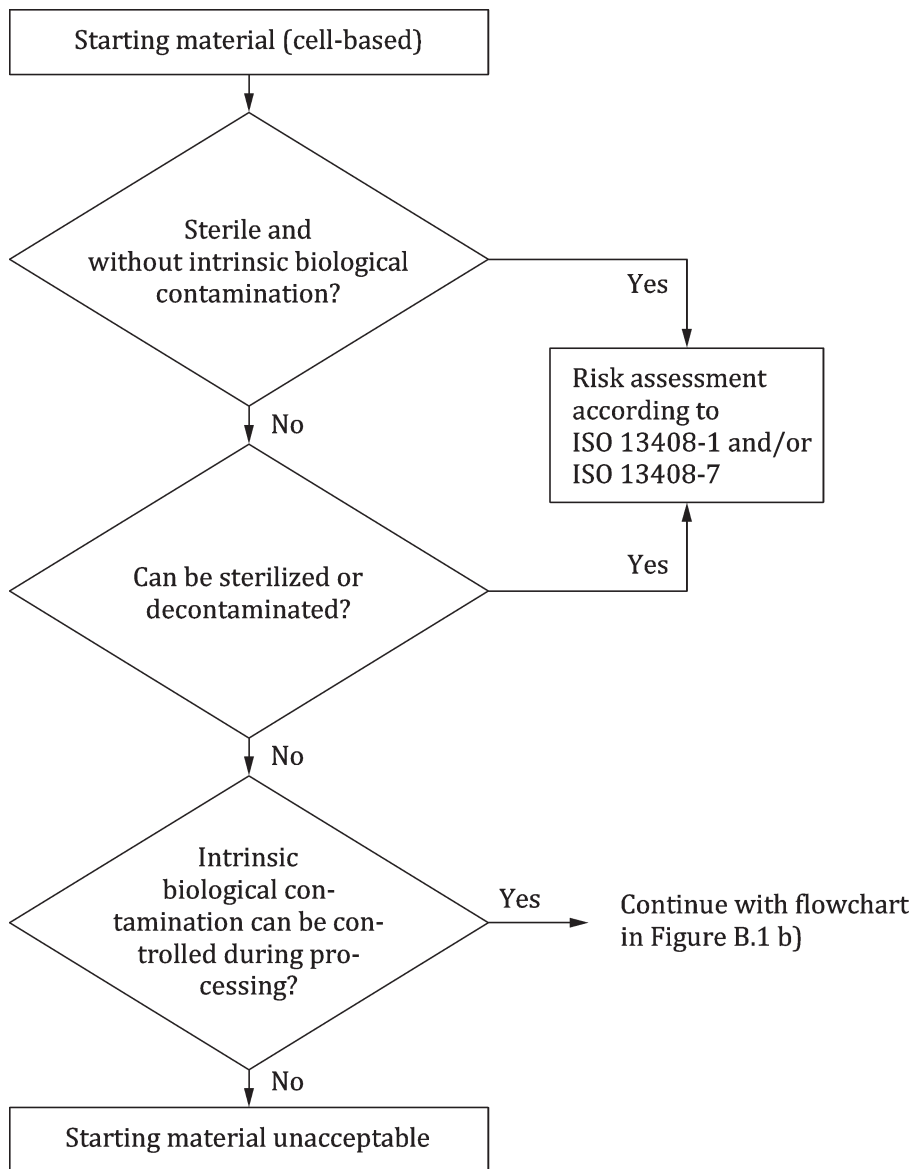 Starting material (cell-based)
Sterile and
without intrinsic biological
contamination?
Yes
Risk assessment
according to
ISO 13408-1 and/or
ISO 13408-7
No
Can be sterilized or
decontaminated?
Yes
No
Intrinsic
biological con-
tamination can be con-
trolled during pro-
cessing?
Yes
Continue with flowchart
in Figure B.1 b)
No
Starting material unacceptable